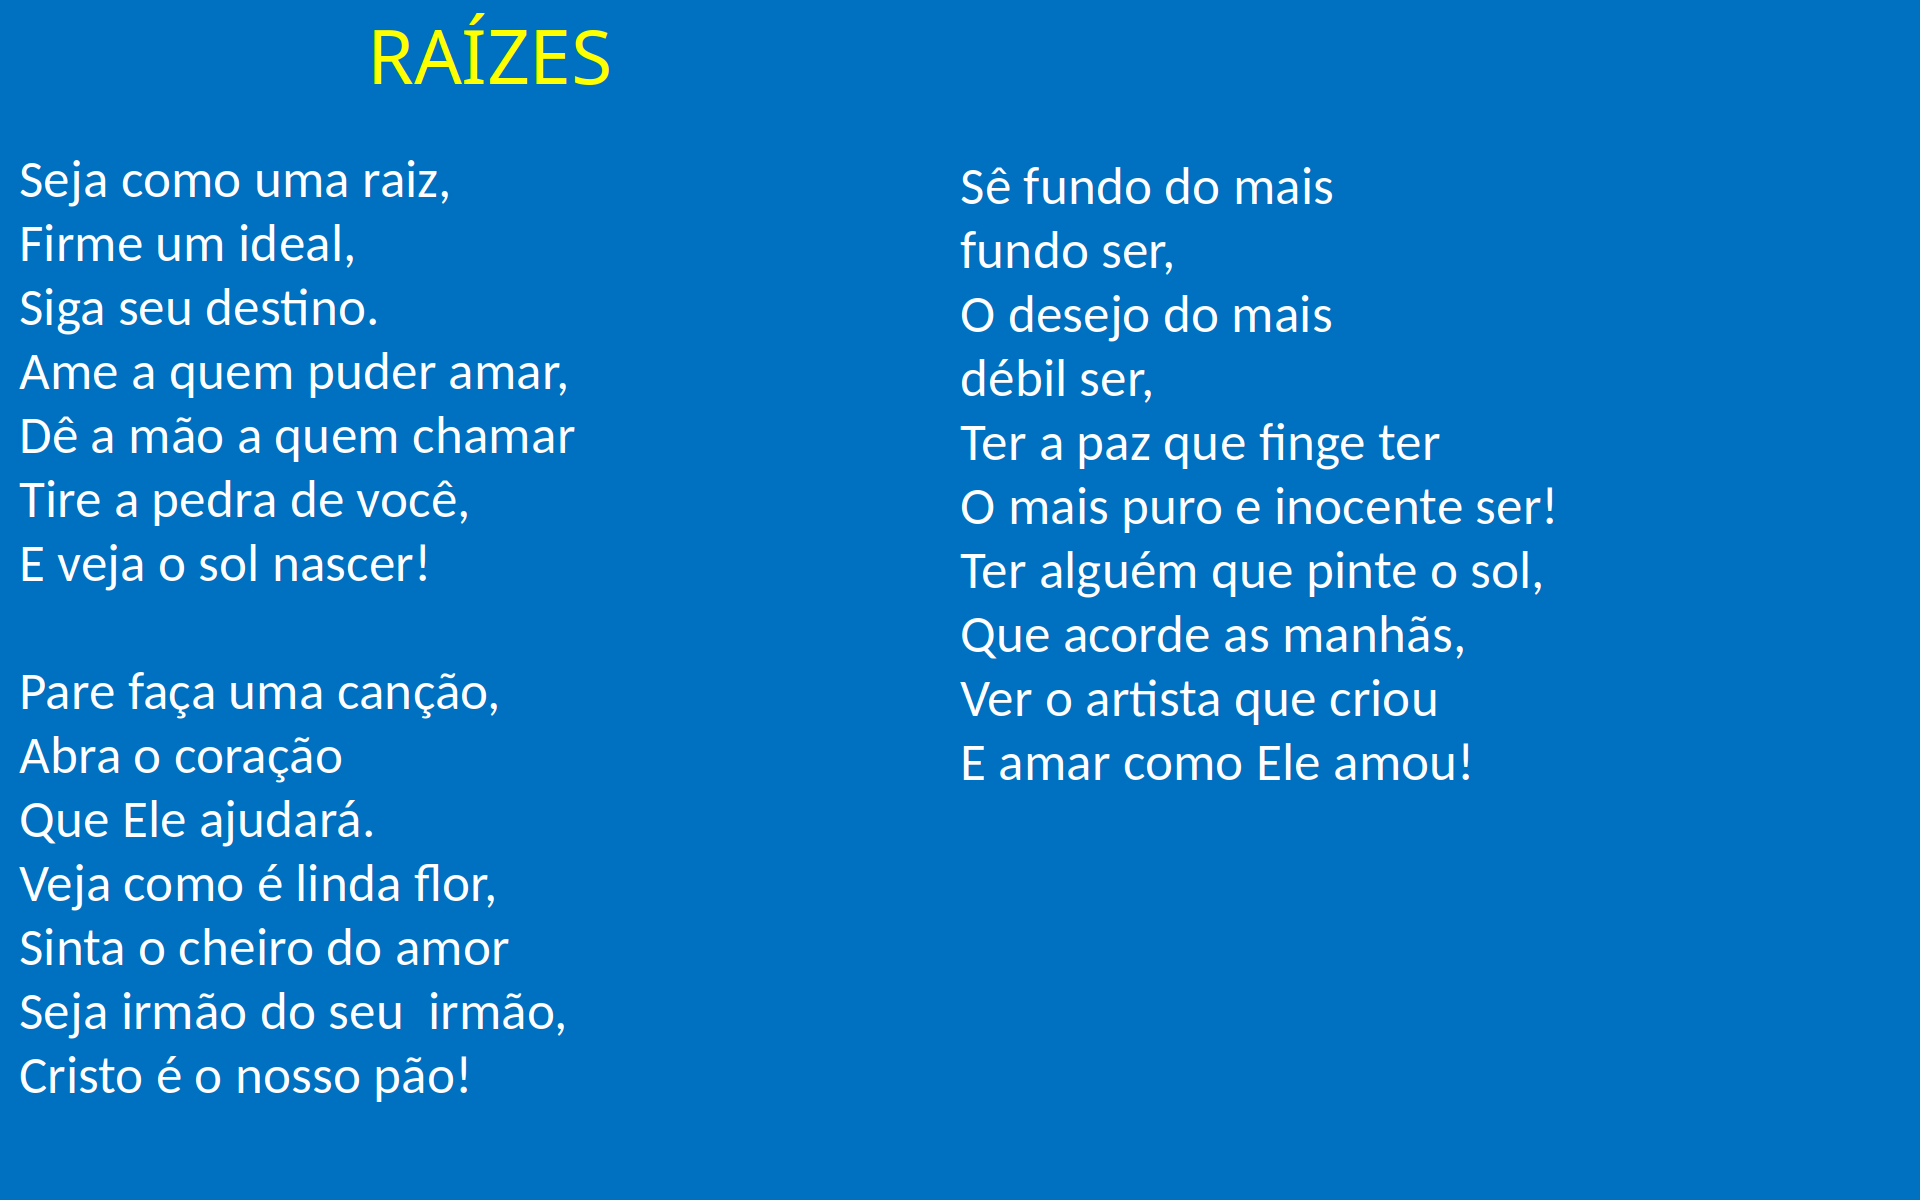 RAÍZES
Seja como uma raiz,
Firme um ideal,
Siga seu destino.
Ame a quem puder amar,
Dê a mão a quem chamar
Tire a pedra de você,
E veja o sol nascer!

Pare faça uma canção,
Abra o coração
Que Ele ajudará.
Veja como é linda flor,
Sinta o cheiro do amor
Seja irmão do seu  irmão,
Cristo é o nosso pão!

Sê fundo do mais
fundo ser,
O desejo do mais
débil ser,
Ter a paz que finge ter
O mais puro e inocente ser!
Ter alguém que pinte o sol,
Que acorde as manhãs,
Ver o artista que criou
E amar como Ele amou!